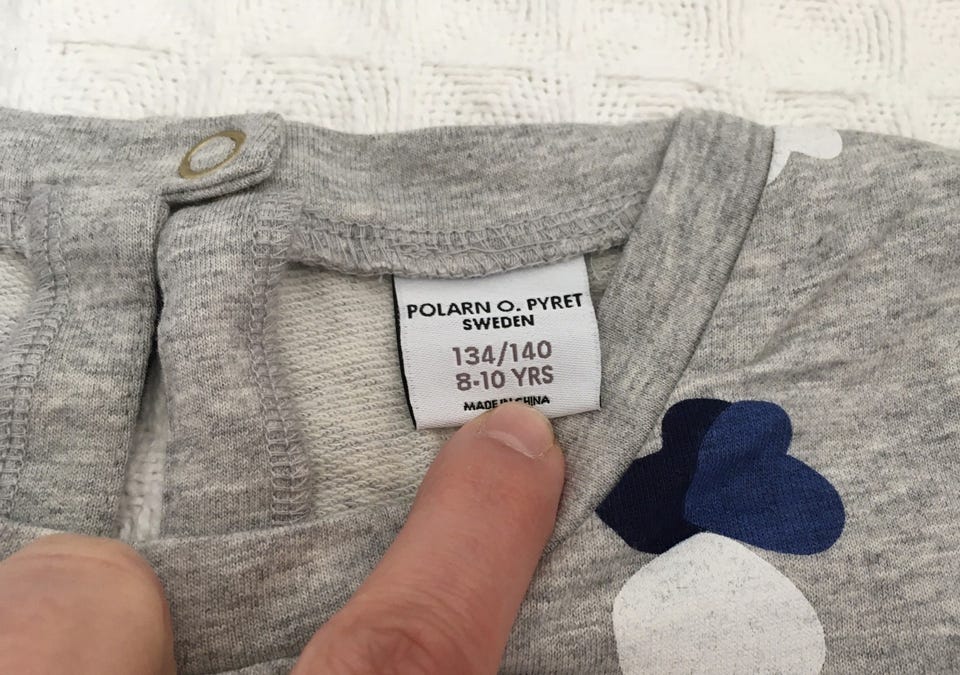 POLARN O. PYRET
SWEDEN
134/140
8-10 YRS
MADE IN CHINA